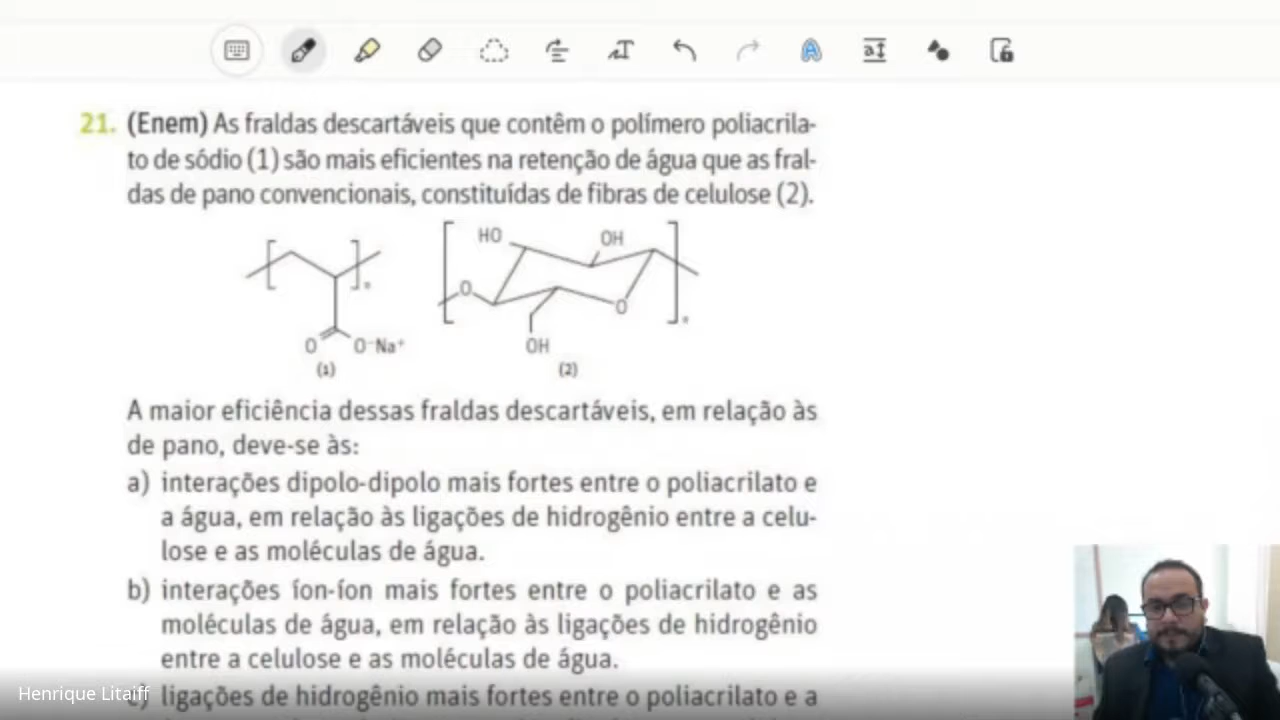 21. (Enem) As fraldas descartáveis que contêm o polímero poliacrila-
to de sódio (1) são mais eficientes na retenção de água que as fral-
das de pano convencionais, constituídas de fibras de celulose (2).
HO
OH
O
O
OH
O
O⁻Na⁺
(1)
(2)
A maior eficiência dessas fraldas descartáveis, em relação às
de pano, deve-se às:
a) interações dipolo-dipolo mais fortes entre o poliacrilato e
a água, em relação às ligações de hidrogênio entre a celu-
lose e as moléculas de água.
b) interações íon-íon mais fortes entre o poliacrilato e as
moléculas de água, em relação às ligações de hidrogênio
entre a celulose e as moléculas de água.
c) ligações de hidrogênio mais fortes entre o poliacrilato e a
Henrique Litaiff